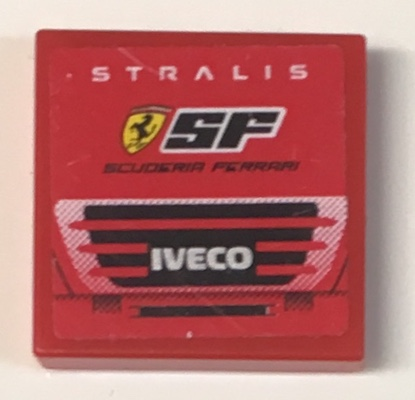 STRALIS
SF
SCUDERIA FERRARI
IVECO